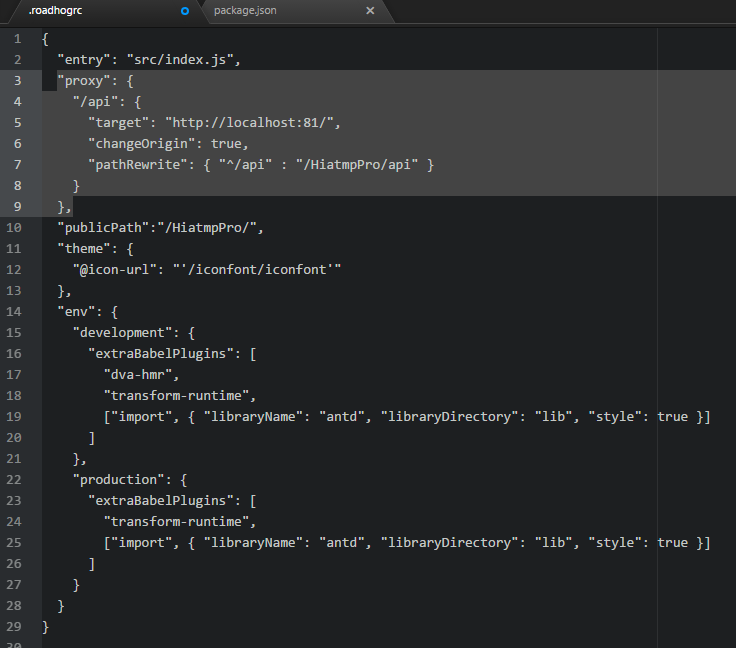 .roadhogrc
package.json
1 {
2   "entry": "src/index.js",
3   "proxy": {
4     "/api": {
5       "target": "http://localhost:81/",
6       "changeOrigin": true,
7       "pathRewrite": { "^/api" : "/HiatmpPro/api" }
8     }
9   },
10   "publicPath":"/HiatmpPro/",
11   "theme": {
12     "@icon-url": "'/iconfont/iconfont'"
13   },
14   "env": {
15     "development": {
16       "extraBabelPlugins": [
17         "dva-hmr",
18         "transform-runtime",
19         ["import", { "libraryName": "antd", "libraryDirectory": "lib", "style": true }]
20       ]
21     },
22     "production": {
23       "extraBabelPlugins": [
24         "transform-runtime",
25         ["import", { "libraryName": "antd", "libraryDirectory": "lib", "style": true }]
26       ]
27     }
28   }
29 }
30